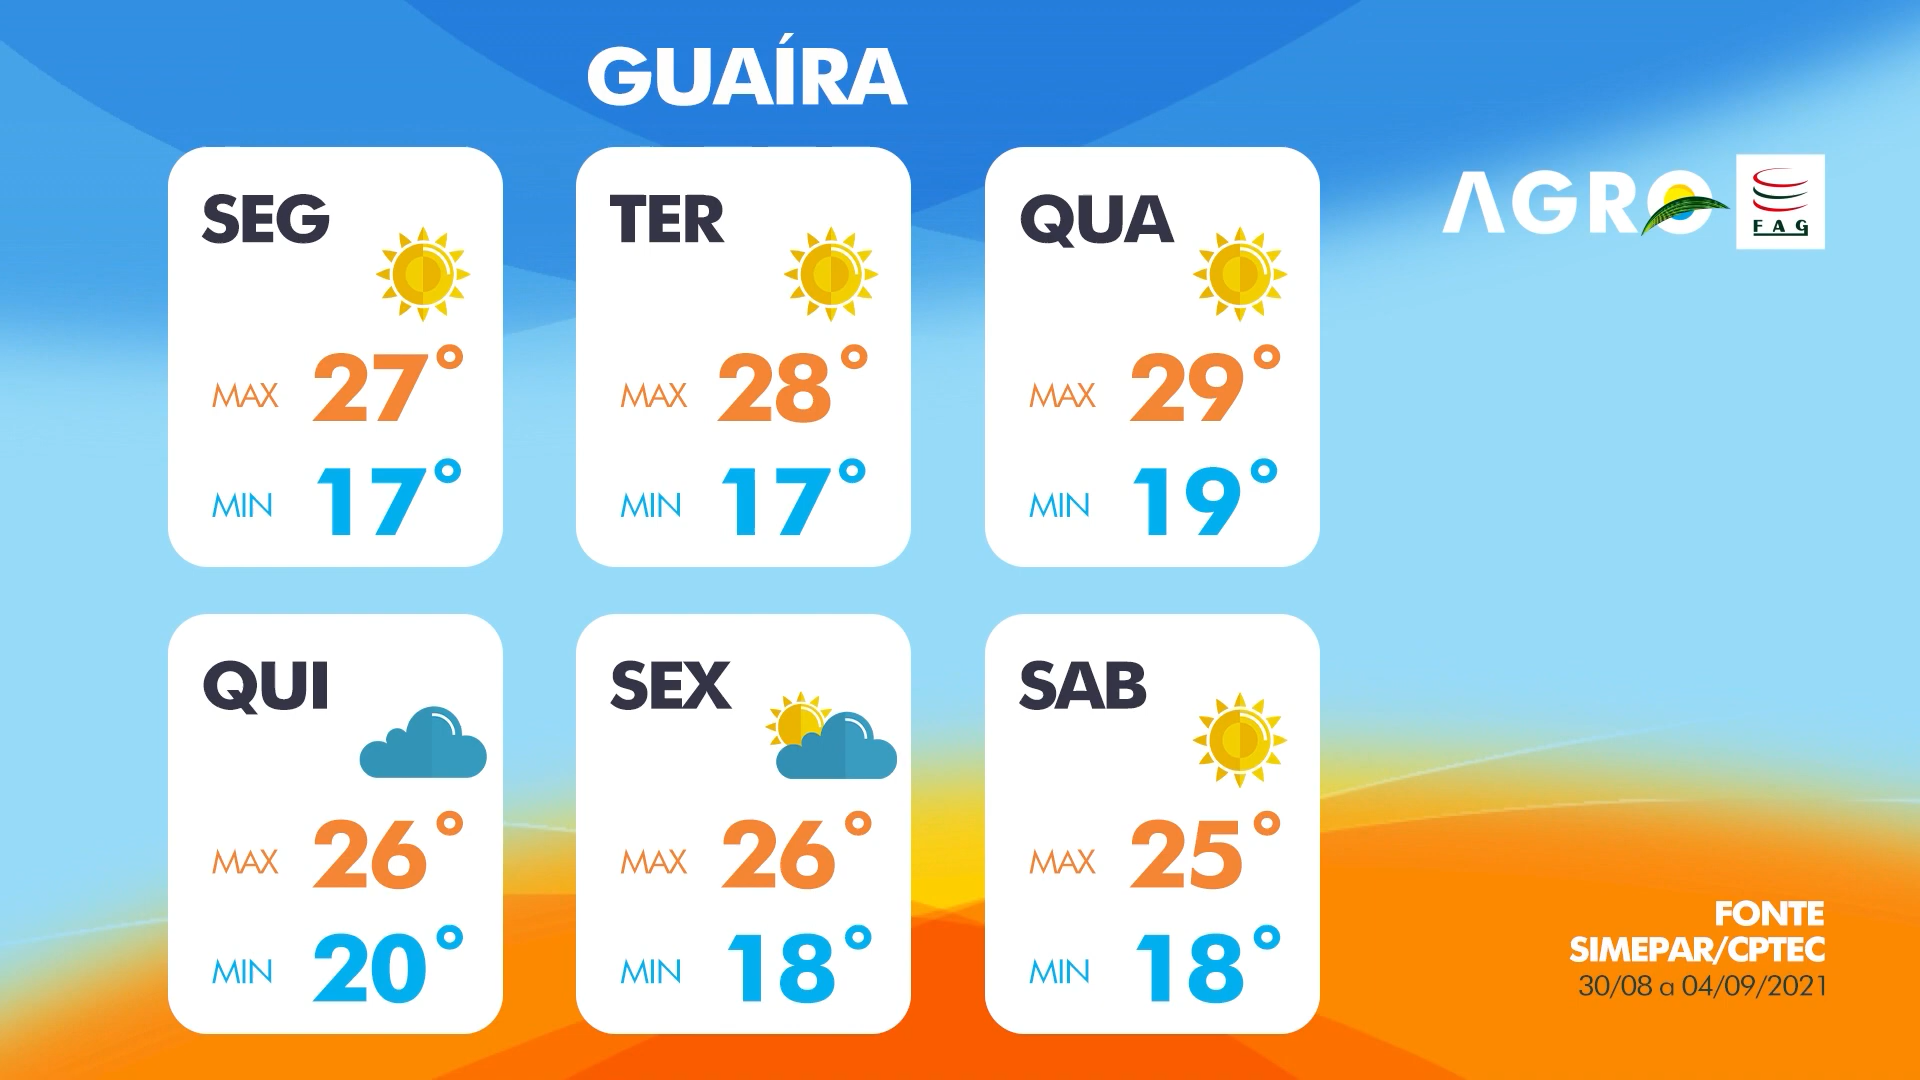 GUAÍRA
SEG
MAX 27°
MIN 17°
TER
MAX 28°
MIN 17°
QUA
MAX 29°
MIN 19°
AGRO
FAG
QUI
MAX 26°
MIN 20°
SEX
MAX 26°
MIN 18°
SAB
MAX 25°
MIN 18°
FONTE
SIMEPAR/CPTEC
30/08 a 04/09/2021